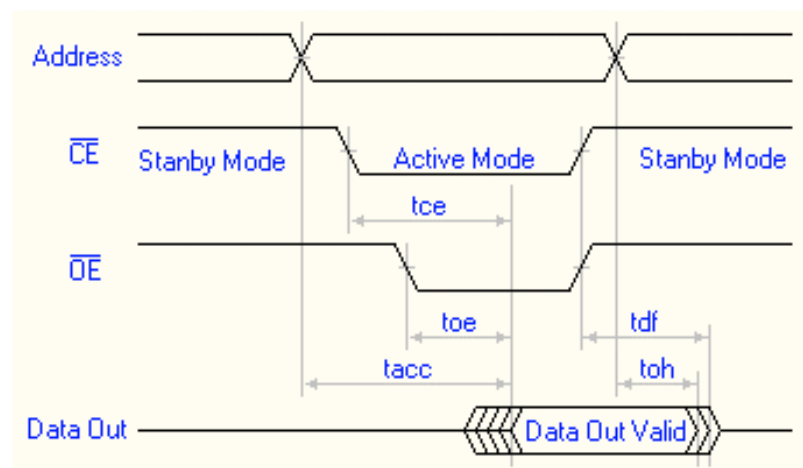 Address
CE
Stanby Mode Active Mode Stanby Mode
tce
OE
toe tdf
tacc toh
Data Out Data Out Valid